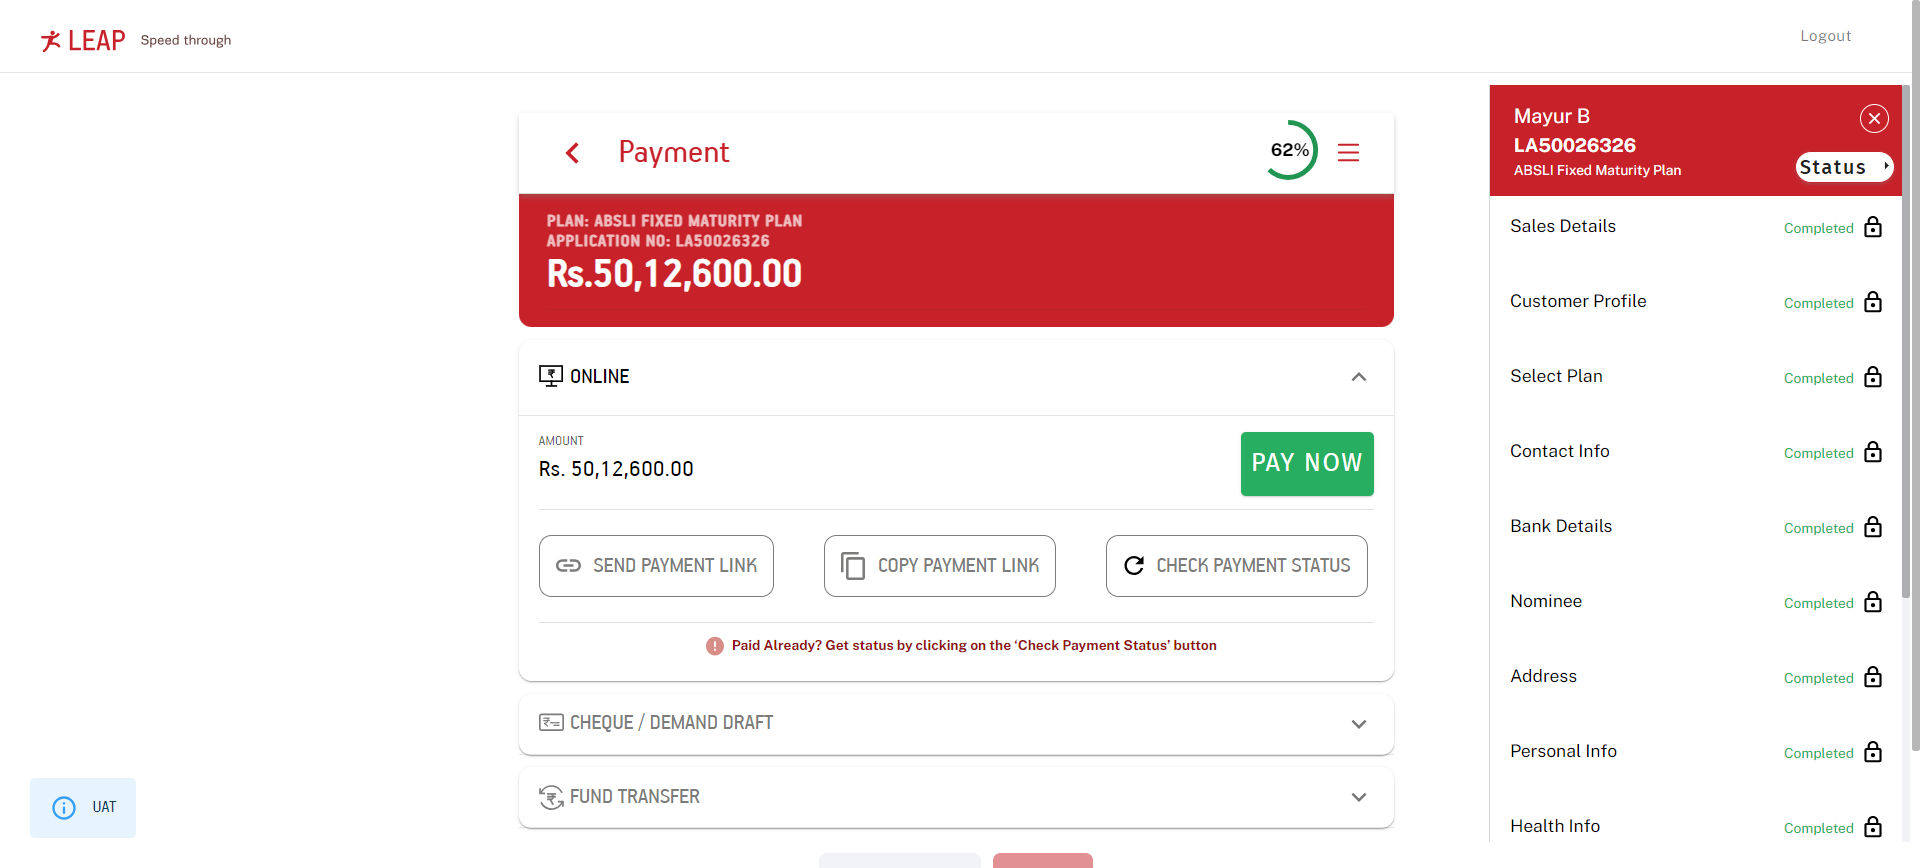 LEAP Speed through
Logout
Payment
62%
PLAN: ABSLI FIXED MATURITY PLAN
APPLICATION NO: LA50026326
Rs.50,12,600.00
ONLINE
AMOUNT
Rs. 50,12,600.00
PAY NOW
SEND PAYMENT LINK
COPY PAYMENT LINK
CHECK PAYMENT STATUS
Paid Already? Get status by clicking on the ‘Check Payment Status’ button
CHEQUE / DEMAND DRAFT
FUND TRANSFER
UAT
Mayur B
LA50026326
ABSLI Fixed Maturity Plan
Status
Sales Details Completed
Customer Profile Completed
Select Plan Completed
Contact Info Completed
Bank Details Completed
Nominee Completed
Address Completed
Personal Info Completed
Health Info Completed